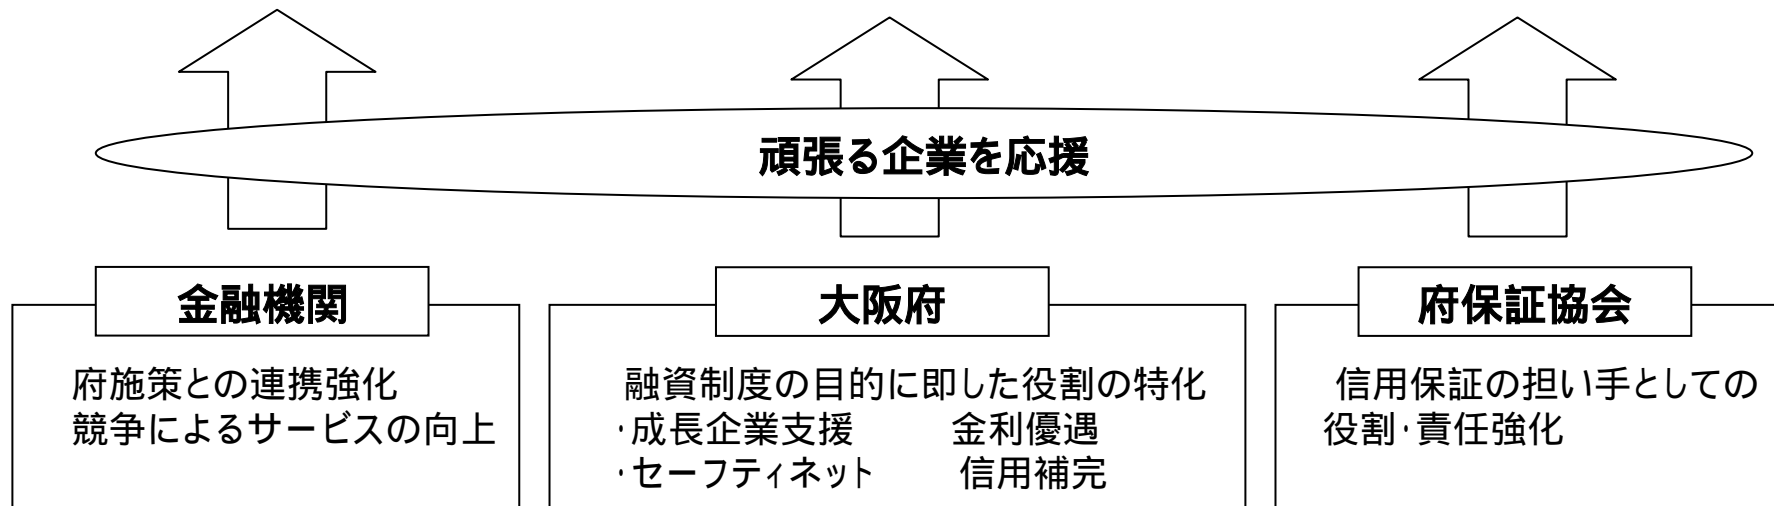 頑張る企業を応援
金融機関
府施策との連携強化
競争によるサービスの向上
大阪府
融資制度の目的に即した役割の特化
・成長企業支援　　金利優遇
・セーフティネット　　信用補完
府保証協会
信用保証の担い手としての
役割・責任強化